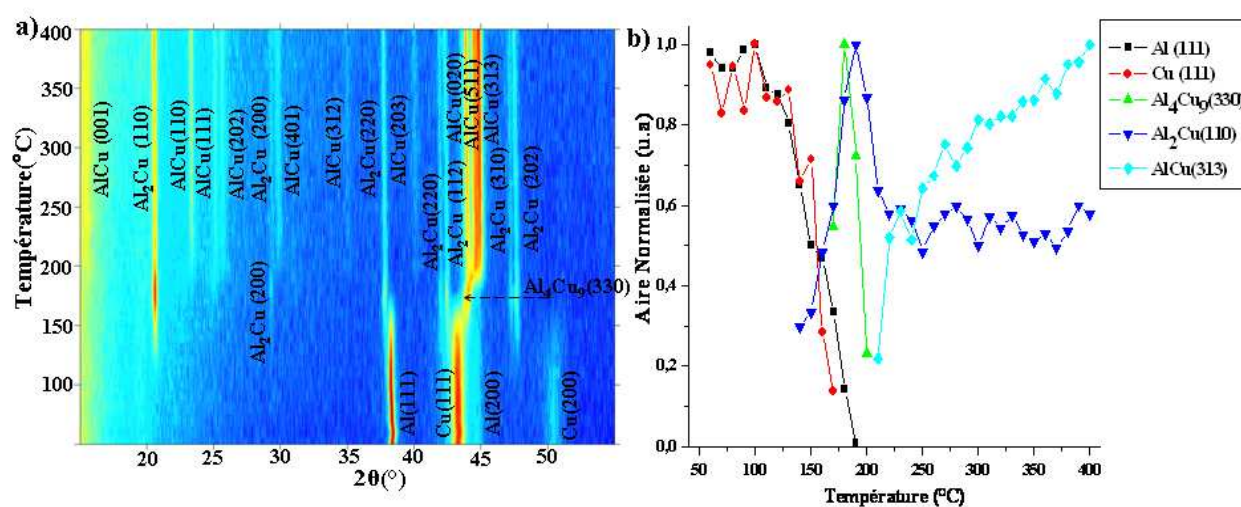 a)
Température(°C)
400
350
300
250
200
150
100
20
25
30
35
40
45
50
2θ(°)
AlCu (001)
Al₂Cu (110)
AlCu(110)
AlCu(111)
AlCu(202)
Al₂Cu (200)
AlCu(401)
AlCu(312)
Al₂Cu(220)
AlCu(203)
AlCu(020)
AlCu(511)
AlCu(313)
Al₂Cu(220)
Al₂Cu (112)
Al₂Cu (310)
Al₂Cu (202)
Al₄Cu₉(330)
Al₂Cu (200)
Al(111)
Cu(111)
Al(200)
Cu(200)
b)
Aire Normalisée (u.a)
1,0
0,8
0,6
0,4
0,2
0,0
50
100
150
200
250
300
350
400
Température (°C)
Al (111)
Cu (111)
Al₄Cu₉(330)
Al₂Cu(110)
AlCu(313)